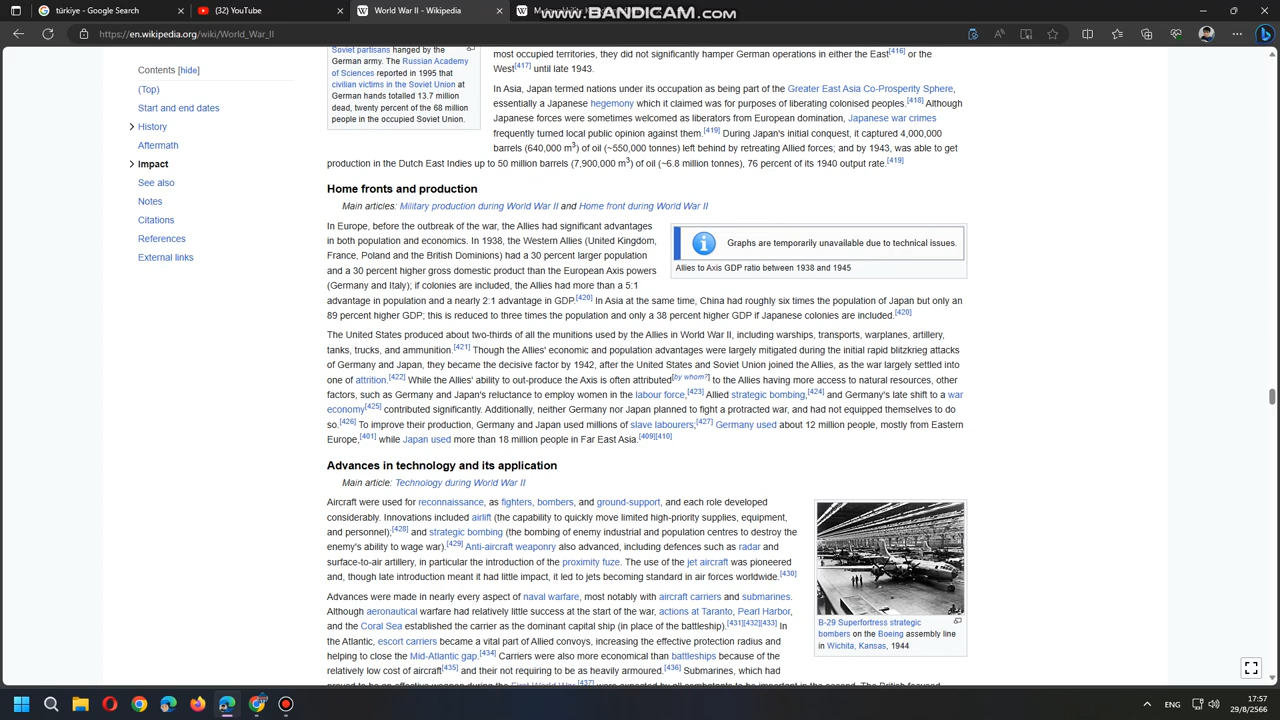 türkiye - Google Search
(32) YouTube
World War II - Wikipedia
WWW.BANDICAM.COM
https://en.wikipedia.org/wiki/World_War_II
Contents [hide]
(Top)
Start and end dates
History
Aftermath
Impact
See also
Notes
Citations
References
External links
Soviet partisans hanged by the
German army. The Russian Academy
of Sciences reported in 1995 that
civilian victims in the Soviet Union at
German hands totalled 13.7 million
dead, twenty percent of the 68 million
people in the occupied Soviet Union.
most occupied territories, they did not significantly hamper German operations in either the East[416] or the
West[417] until late 1943.
In Asia, Japan termed nations under its occupation as being part of the Greater East Asia Co-Prosperity Sphere,
essentially a Japanese hegemony which it claimed was for purposes of liberating colonised peoples.[418] Although
Japanese forces were sometimes welcomed as liberators from European domination, Japanese war crimes
frequently turned local public opinion against them.[419] During Japan's initial conquest, it captured 4,000,000
barrels (640,000 m3) of oil (~550,000 tonnes) left behind by retreating Allied forces; and by 1943, was able to get
production in the Dutch East Indies up to 50 million barrels (7,900,000 m3) of oil (~6.8 million tonnes), 76 percent of its 1940 output rate.[419]
Home fronts and production
Main articles: Military production during World War II and Home front during World War II
In Europe, before the outbreak of the war, the Allies had significant advantages
in both population and economics. In 1938, the Western Allies (United Kingdom,
France, Poland and the British Dominions) had a 30 percent larger population
and a 30 percent higher gross domestic product than the European Axis powers
(Germany and Italy); if colonies are included, the Allies had more than a 5:1
advantage in population and a nearly 2:1 advantage in GDP.[420] In Asia at the same time, China had roughly six times the population of Japan but only an
89 percent higher GDP; this is reduced to three times the population and only a 38 percent higher GDP if Japanese colonies are included.[420]
Graphs are temporarily unavailable due to technical issues.
Allies to Axis GDP ratio between 1938 and 1945
The United States produced about two-thirds of all the munitions used by the Allies in World War II, including warships, transports, warplanes, artillery,
tanks, trucks, and ammunition.[421] Though the Allies' economic and population advantages were largely mitigated during the initial rapid blitzkrieg attacks
of Germany and Japan, they became the decisive factor by 1942, after the United States and Soviet Union joined the Allies, as the war largely settled into
one of attrition.[422] While the Allies' ability to out-produce the Axis is often attributed[by whom?] to the Allies having more access to natural resources, other
factors, such as Germany and Japan's reluctance to employ women in the labour force,[423] Allied strategic bombing,[424] and Germany's late shift to a war
economy[425] contributed significantly. Additionally, neither Germany nor Japan planned to fight a protracted war, and had not equipped themselves to do
so.[426] To improve their production, Germany and Japan used millions of slave labourers;[427] Germany used about 12 million people, mostly from Eastern
Europe,[401] while Japan used more than 18 million people in Far East Asia.[409][410]
Advances in technology and its application
Main article: Technology during World War II
Aircraft were used for reconnaissance, as fighters, bombers, and ground-support, and each role developed
considerably. Innovations included airlift (the capability to quickly move limited high-priority supplies, equipment,
and personnel);[428] and strategic bombing (the bombing of enemy industrial and population centres to destroy the
enemy's ability to wage war).[429] Anti-aircraft weaponry also advanced, including defences such as radar and
surface-to-air artillery, in particular the introduction of the proximity fuze. The use of the jet aircraft was pioneered
and, though late introduction meant it had little impact, it led to jets becoming standard in air forces worldwide.[430]
Advances were made in nearly every aspect of naval warfare, most notably with aircraft carriers and submarines.
Although aeronautical warfare had relatively little success at the start of the war, actions at Taranto, Pearl Harbor,
and the Coral Sea established the carrier as the dominant capital ship (in place of the battleship).[431][432][433] In
the Atlantic, escort carriers became a vital part of Allied convoys, increasing the effective protection radius and
helping to close the Mid-Atlantic gap.[434] Carriers were also more economical than battleships because of the
relatively low cost of aircraft[435] and their not requiring to be as heavily armoured.[436] Submarines, which had
B-29 Superfortress strategic
bombers on the Boeing assembly line
in Wichita, Kansas, 1944
ENG
17:57
29/8/2566